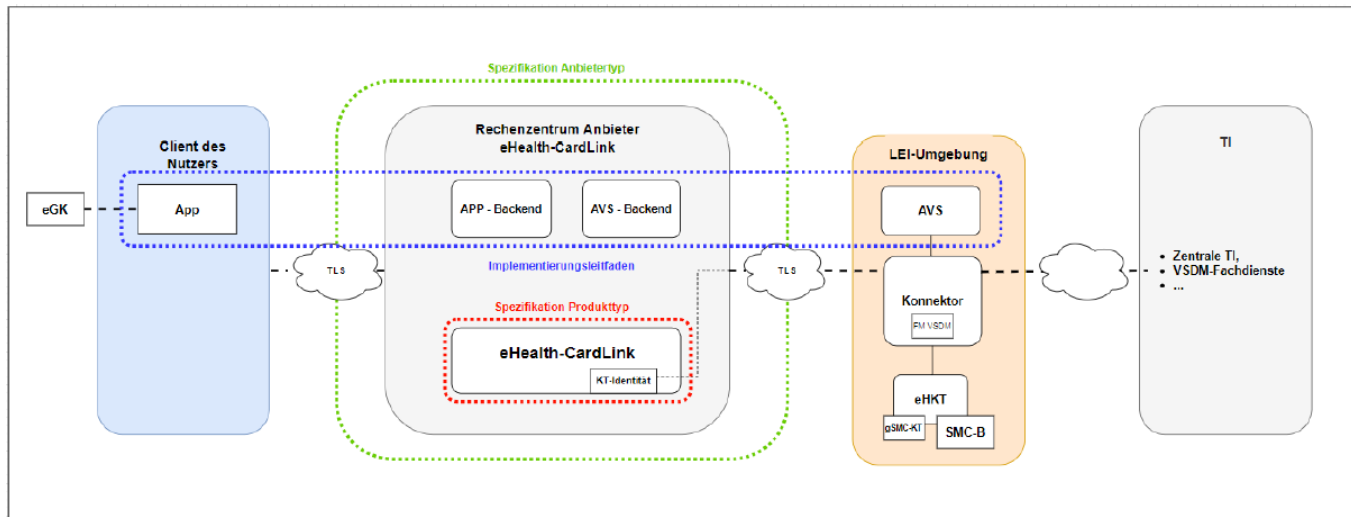 Spezifikation Anbietertyp
Client des
Nutzers
eGK
App
Rechenzentrum Anbieter
eHealth-CardLink
APP - Backend
AVS - Backend
TLS
Implementierungsleitfaden
TLS
Spezifikation Produkttyp
eHealth-CardLink
KT-Identität
LEI-Umgebung
AVS
Konnektor
FM VSDM
eHKT
gSMC-KT
SMC-B
TI
• Zentrale TI,
• VSDM-Fachdienste
• ...